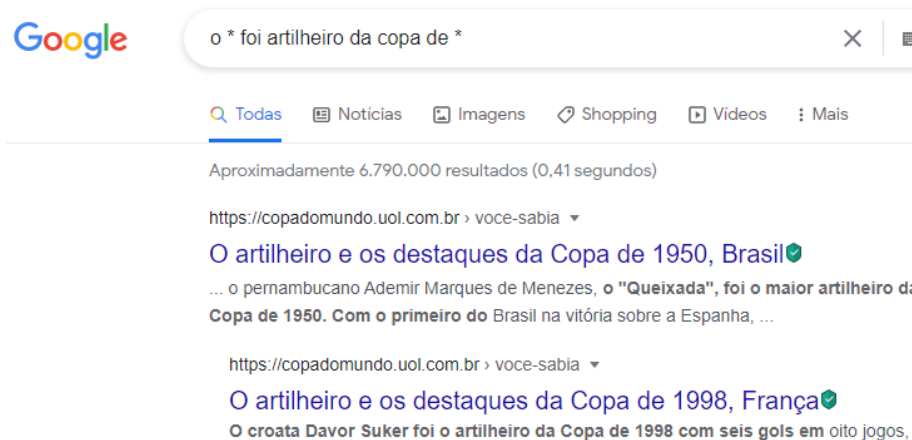 Google
o * foi artilheiro da copa de *
Todas Notícias Imagens Shopping Vídeos Mais
Aproximadamente 6.790.000 resultados (0,41 segundos)
https://copadomundo.uol.com.br › voce-sabia
O artilheiro e os destaques da Copa de 1950, Brasil
... o pernambucano Ademir Marques de Menezes, o "Queixada", foi o maior artilheiro da
Copa de 1950. Com o primeiro do Brasil na vitória sobre a Espanha, ...
https://copadomundo.uol.com.br › voce-sabia
O artilheiro e os destaques da Copa de 1998, França
O croata Davor Suker foi o artilheiro da Copa de 1998 com seis gols em oito jogos,